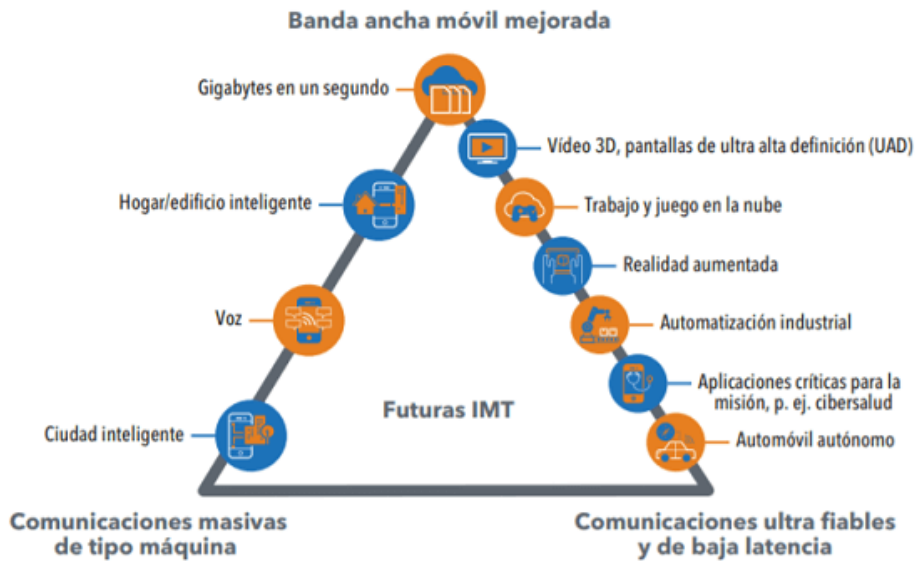 Banda ancha móvil mejorada
Gigabytes en un segundo
Vídeo 3D, pantallas de ultra alta definición (UAD)
Hogar/edificio inteligente
Trabajo y juego en la nube
Realidad aumentada
Voz
Automatización industrial
Aplicaciones críticas para la
misión, p. ej. cibersalud
Futuras IMT
Ciudad inteligente
Automóvil autónomo
Comunicaciones masivas
de tipo máquina
Comunicaciones ultra fiables
y de baja latencia